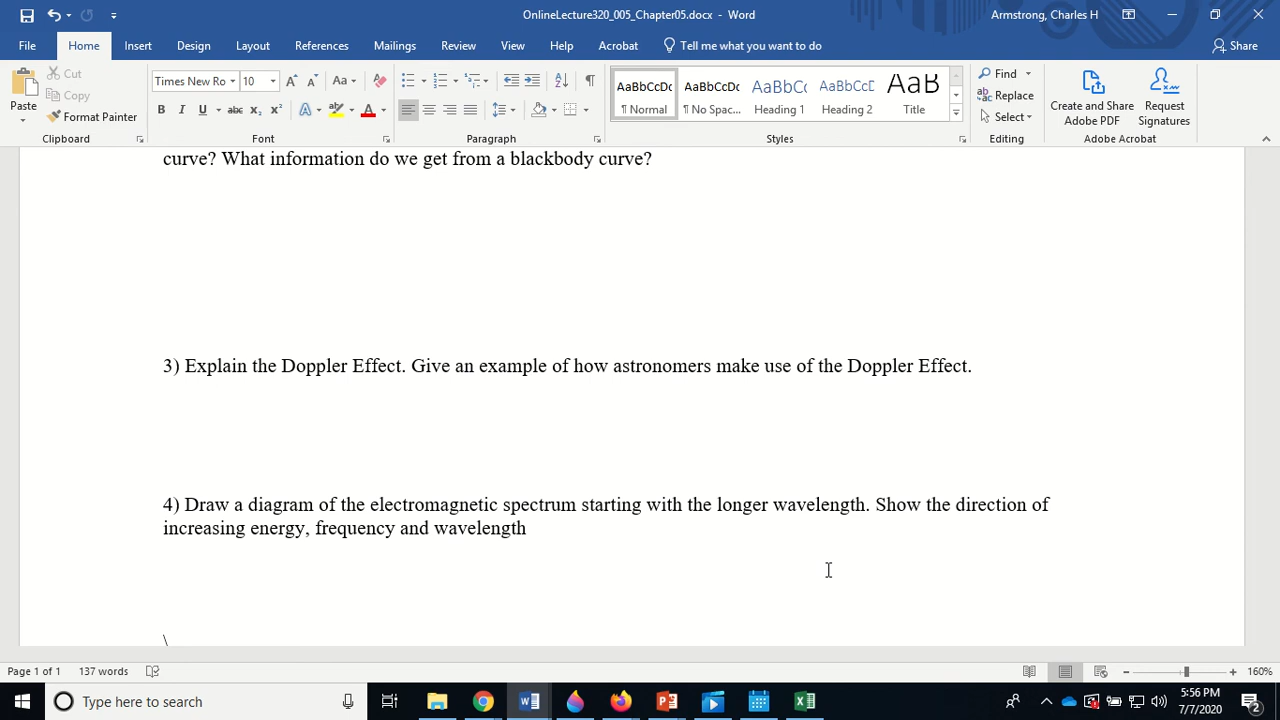 OnlineLecture320_005_Chapter05.docx - Word
Armstrong, Charles H
File Home Insert Design Layout References Mailings Review View Help Acrobat Tell me what you want to do Share
Paste
Cut
Copy
Format Painter
Clipboard
Times New Ro 10
Font
Paragraph
AaBbCcDc AaBbCcDc AaBbC AaBbCcD AaB
¶ Normal ¶ No Spac... Heading 1 Heading 2 Title
Styles
Find
Replace
Select
Editing
Create and Share
Adobe PDF
Request
Signatures
Adobe Acrobat
curve? What information do we get from a blackbody curve?
3) Explain the Doppler Effect. Give an example of how astronomers make use of the Doppler Effect.
4) Draw a diagram of the electromagnetic spectrum starting with the longer wavelength. Show the direction of
increasing energy, frequency and wavelength
\
Page 1 of 1 137 words 160%
Type here to search
5:56 PM
7/7/2020
2